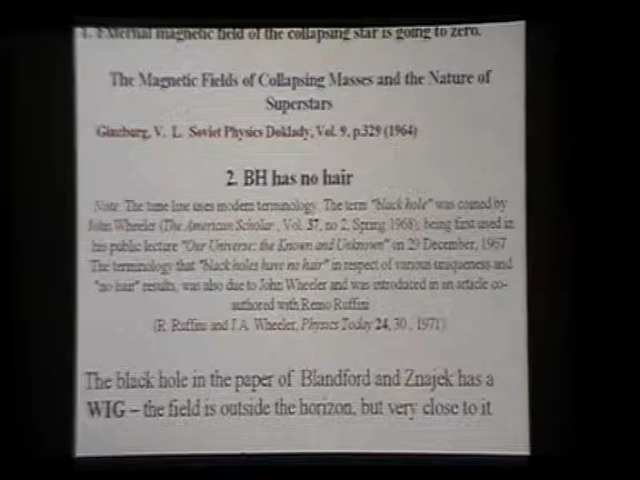 1. External magnetic field of the collapsing star is going to zero.
The Magnetic Fields of Collapsing Masses and the Nature of
Superstars
Ginzburg, V. L. Soviet Physics Doklady, Vol. 9, p.329 (1964)
2. BH has no hair
Note: The time line uses modern terminology. The term "black hole" was coined by
John Wheeler (The American Scholar , Vol. 37, no 2, Spring 1968); being first used in
his public lecture "Our Universe: the Known and Unknown" on 29 December, 1967
The terminology that "black holes have no hair" in respect of various uniqueness and
"no hair" results, was also due to John Wheeler and was introduced in an article co-
authored with Remo Ruffini
(R. Ruffini and J.A. Wheeler, Physics Today 24, 30 , 1971)
The black hole in the paper of Blandford and Znajek has a
WIG – the field is outside the horizon, but very close to it